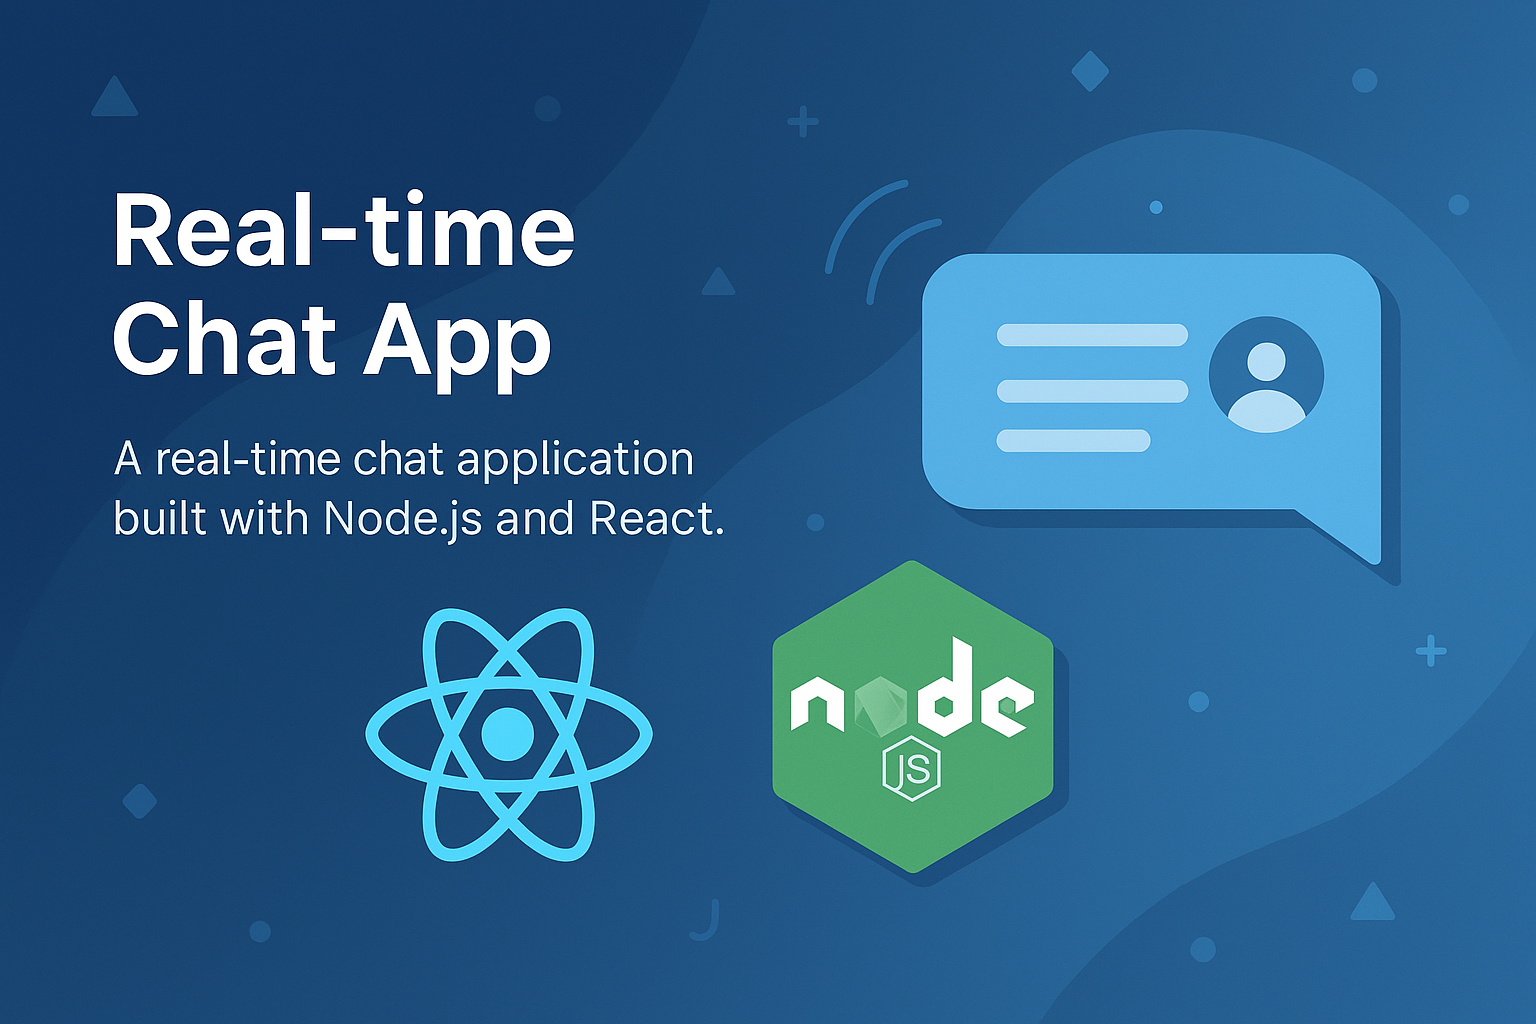 Real-time
Chat App
A real-time chat application
built with Node.js and React.
node
JS